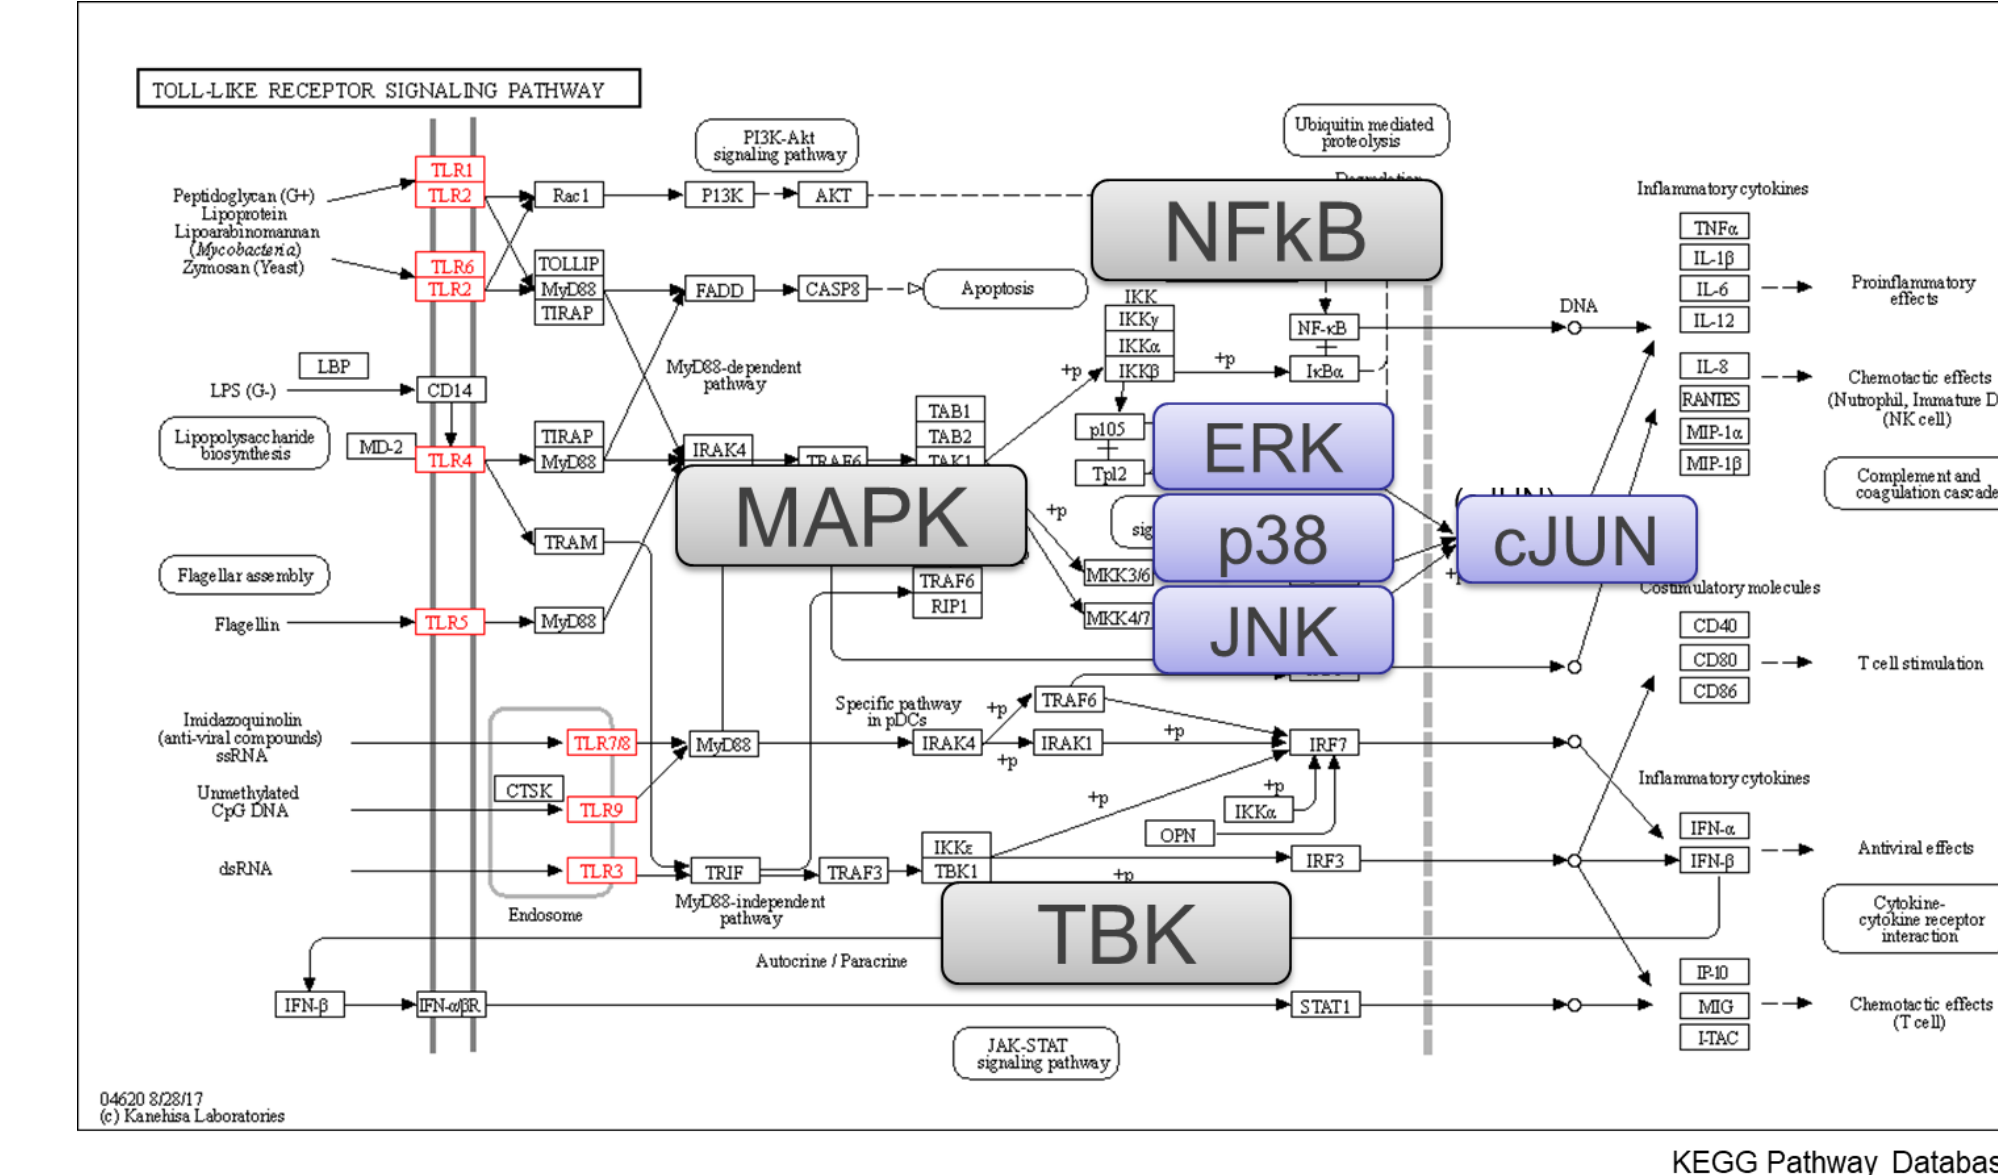 TOLL-LIKE RECEPTOR SIGNALING PATHWAY
PI3K-Akt
signaling pathway
Ubiquitin mediated
proteolysis
Degradation
NFkB
Peptidoglycan (G+)
Lipoprotein
Lipoarabinomannan
(Mycobacteria)
Zymosan (Yeast)
TLR1
TLR2
TLR6
TLR2
Rac1
P13K
AKT
TOLLIP
MyD88
TIRAP
FADD
CASP8
Apoptosis
MyD88-dependent
pathway
IKK
IKKγ
IKKα
IKKβ
+p
+p
NF-κB
IκBα
DNA
Inflammatory cytokines
TNFα
IL-1β
IL-6
IL-12
Proinflammatory
effects
IL-8
RANTES
MIP-1α
MIP-1β
Chemotactic effects
(Nutrophil, Immature D
(NK cell)
Complement and
coagulation cascade
LBP
LPS (G-)
CD14
Lipopolysaccharide
biosynthesis
MD-2
TLR4
TIRAP
MyD88
IRAK4
TRAF6
TAB1
TAB2
TAK1
p105
Tpl2
MAPK
ERK
p38
JNK
cJUN
sig
+p
+p
MKK3/6
MKK4/7
TRAM
TRAF6
RIP1
Flagellar assembly
Flagellin
TLR5
MyD88
Costimulatory molecules
CD40
CD80
CD86
T cell stimulation
Specific pathway
in pDCs
Imidazoquinolin
(anti-viral compounds)
ssRNA
TLR7/8
MyD88
IRAK4
+p
+p
TRAF6
IRAK1
+p
IRF7
Unmethylated
CpG DNA
CTSK
TLR9
+p
+p
IKKα
OPN
dsRNA
TLR3
Endosome
TRIF
MyD88-independent
pathway
TRAF3
IKKε
TBK1
+p
IRF3
TBK
Inflammatory cytokines
IFN-α
IFN-β
Antiviral effects
Cytokine-
cytokine receptor
interaction
Autocrine / Paracrine
IFN-β
IFN-α/βR
STAT1
IP-10
MIG
I-TAC
Chemotactic effects
(T cell)
JAK-STAT
signaling pathway
04620 8/28/17
(c) Kanehisa Laboratories
KEGG Pathway Databas